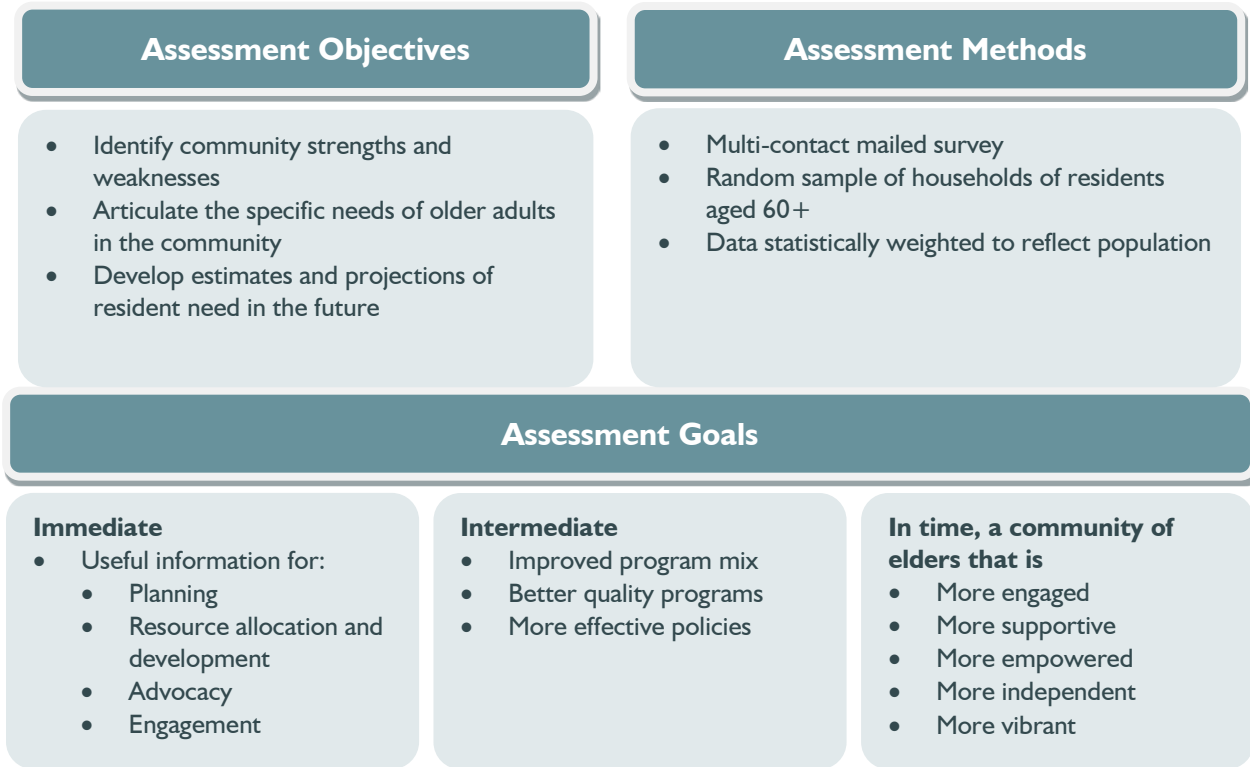 Assessment Objectives
• Identify community strengths and
weaknesses
• Articulate the specific needs of older adults
in the community
• Develop estimates and projections of
resident need in the future
Assessment Methods
• Multi-contact mailed survey
• Random sample of households of residents
aged 60+
• Data statistically weighted to reflect population
Assessment Goals
Immediate
• Useful information for:
• Planning
• Resource allocation and
development
• Advocacy
• Engagement
Intermediate
• Improved program mix
• Better quality programs
• More effective policies
In time, a community of
elders that is
• More engaged
• More supportive
• More empowered
• More independent
• More vibrant